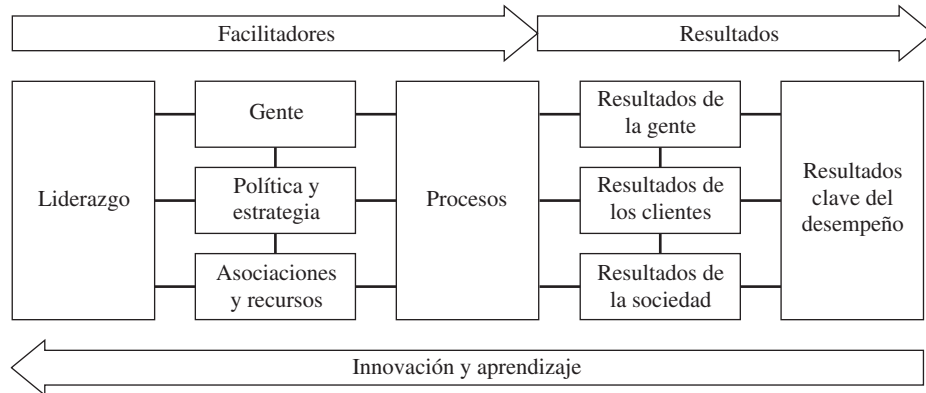 Facilitadores
Resultados
Liderazgo
Gente
Política y
estrategia
Asociaciones
y recursos
Procesos
Resultados de
la gente
Resultados de
los clientes
Resultados de
la sociedad
Resultados
clave del
desempeño
Innovación y aprendizaje